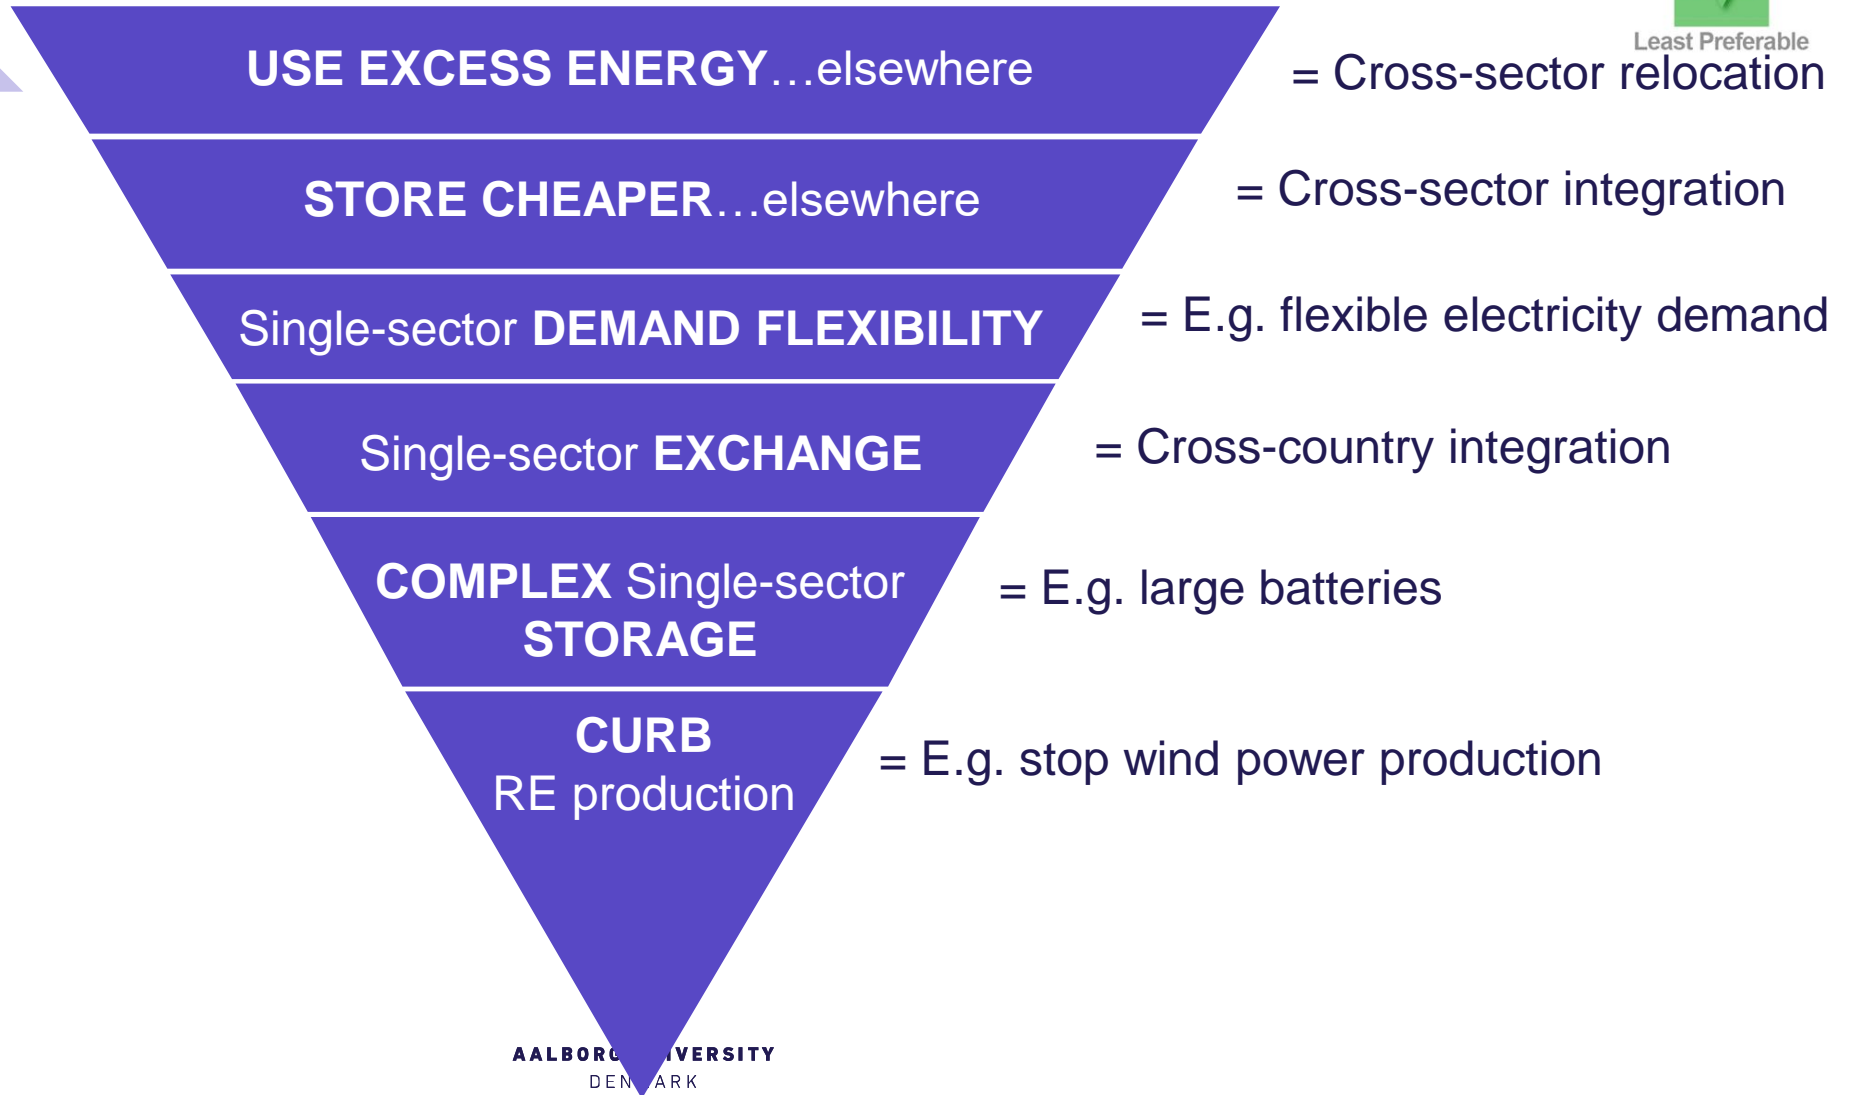 Least Preferable
USE EXCESS ENERGY…elsewhere
= Cross-sector relocation
STORE CHEAPER…elsewhere
= Cross-sector integration
Single-sector DEMAND FLEXIBILITY
= E.g. flexible electricity demand
Single-sector EXCHANGE
= Cross-country integration
COMPLEX Single-sector
STORAGE
= E.g. large batteries
CURB
RE production
= E.g. stop wind power production